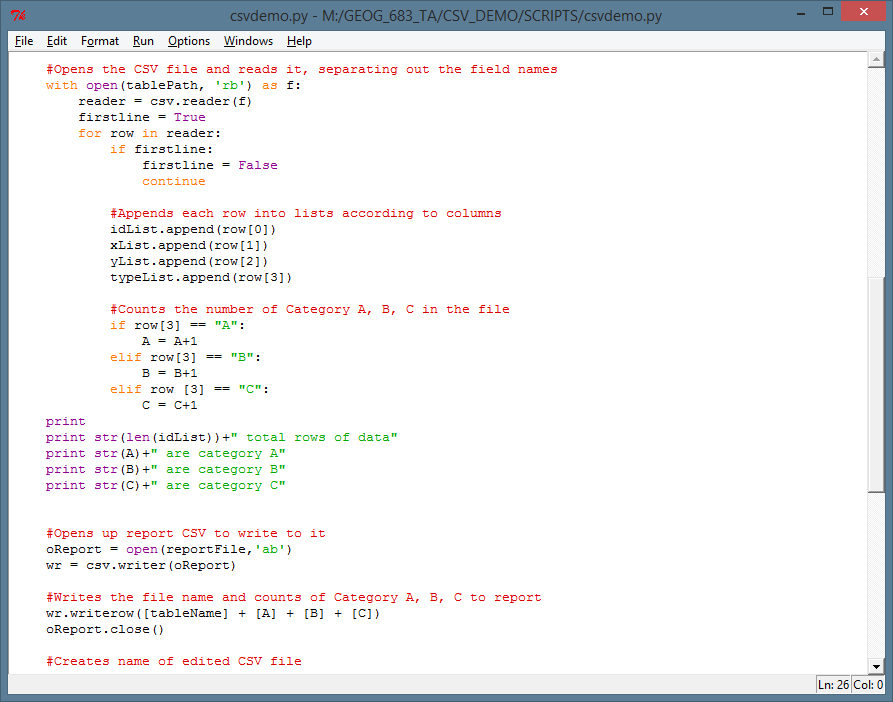 csvdemo.py - M:/GEOG_683_TA/CSV_DEMO/SCRIPTS/csvdemo.py
File Edit Format Run Options Windows Help
#Opens the CSV file and reads it, separating out the field names
with open(tablePath, 'rb') as f:
    reader = csv.reader(f)
    firstline = True
    for row in reader:
        if firstline:
            firstline = False
            continue

        #Appends each row into lists according to columns
        idList.append(row[0])
        xList.append(row[1])
        yList.append(row[2])
        typeList.append(row[3])

        #Counts the number of Category A, B, C in the file
        if row[3] == "A":
            A = A+1
        elif row[3] == "B":
            B = B+1
        elif row [3] == "C":
            C = C+1
print
print str(len(idList))+" total rows of data"
print str(A)+" are category A"
print str(B)+" are category B"
print str(C)+" are category C"

#Opens up report CSV to write to it
oReport = open(reportFile,'ab')
wr = csv.writer(oReport)

#Writes the file name and counts of Category A, B, C to report
wr.writerow([tableName] + [A] + [B] + [C])
oReport.close()

#Creates name of edited CSV file
Ln: 26 Col: 0